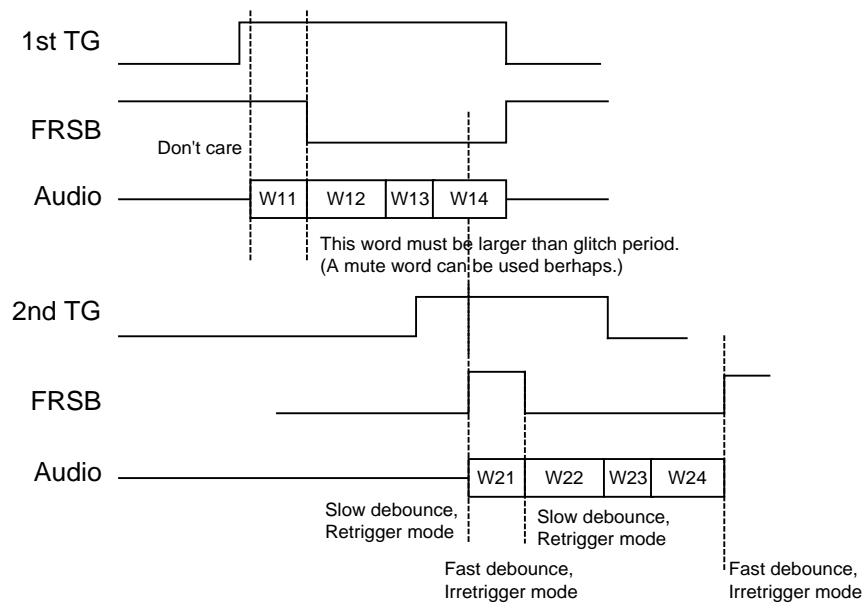 1st TG
FRSB
Don't care
Audio
W11 W12 W13 W14
This word must be larger than glitch period.
(A mute word can be used berhaps.)
2nd TG
FRSB
Audio
W21 W22 W23 W24
Slow debounce,
Retrigger mode
Slow debounce,
Retrigger mode
Fast debounce,
Irretrigger mode
Fast debounce,
Irretrigger mode